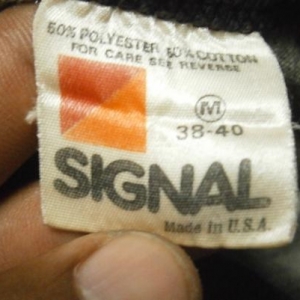 50% POLYESTER 50% COTTON
FOR CARE SEE REVERSE
M
38-40
SIGNAL
Made in U.S.A.